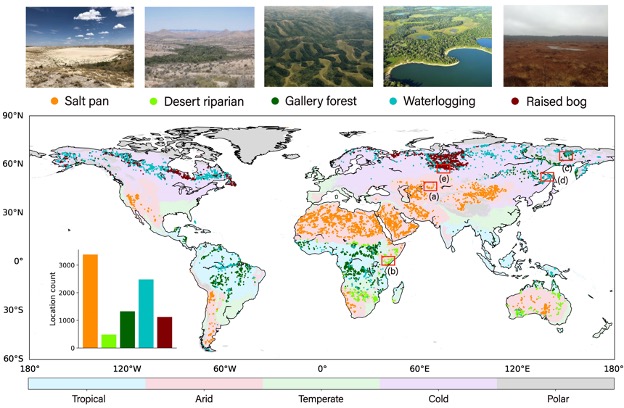 Salt pan
Desert riparian
Gallery forest
Waterlogging
Raised bog
90°N
60°N
30°N
0°
30°S
60°S
(a)
(b)
(c)
(d)
(e)
Location count
3000
2000
1000
0
180°
120°W
60°W
0°
60°E
120°E
180°
Tropical
Arid
Temperate
Cold
Polar